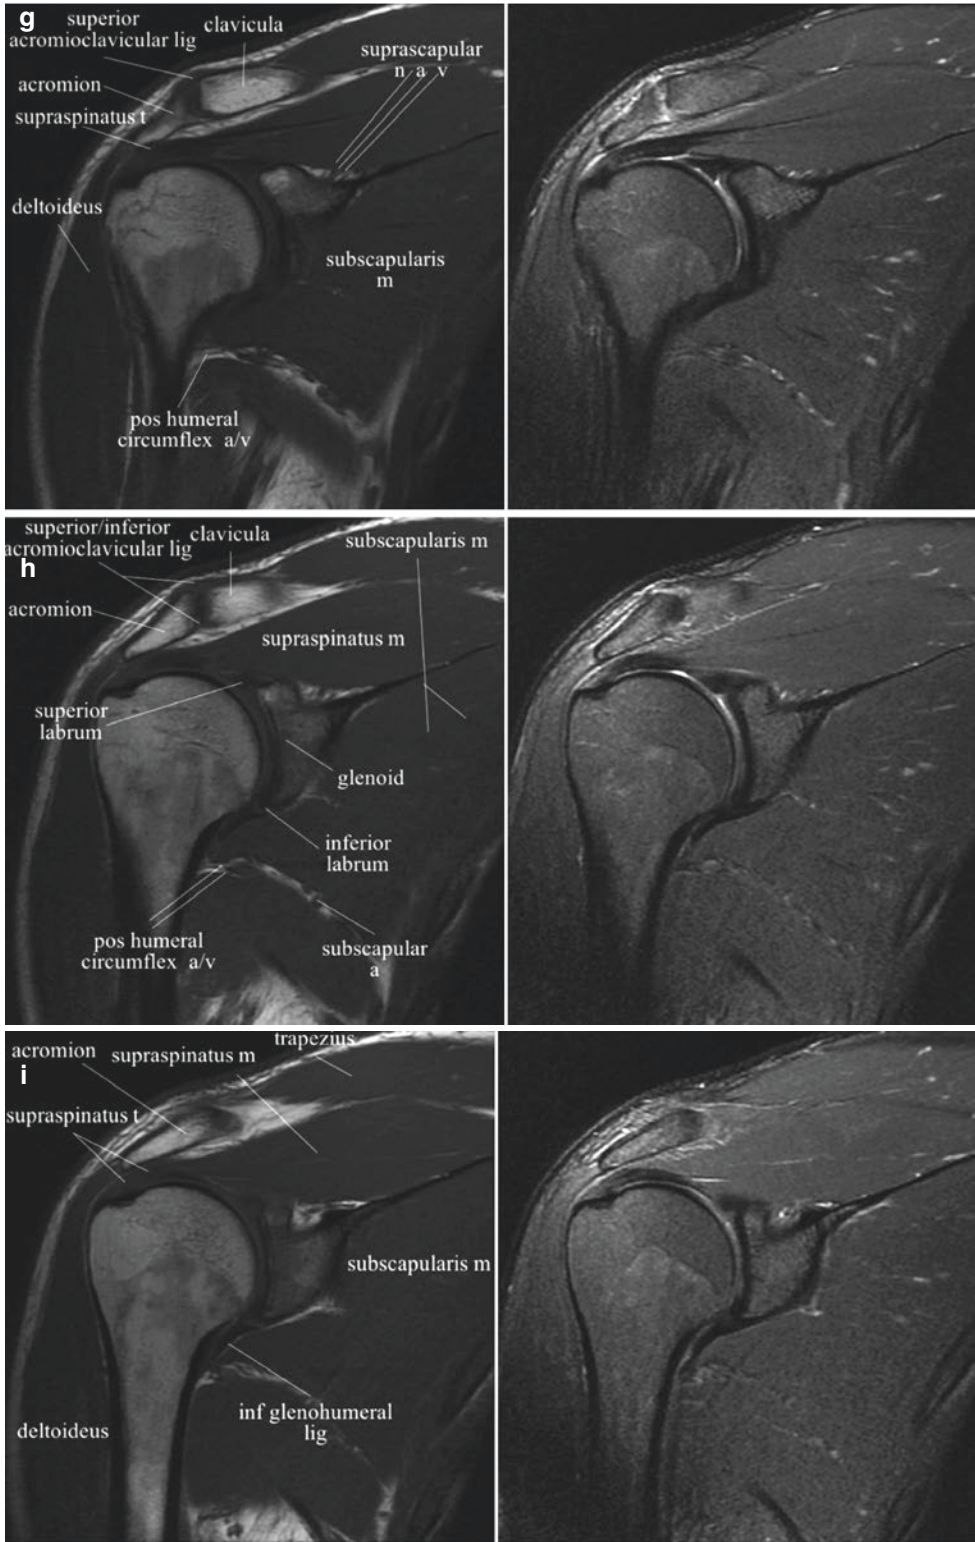 g
superior
acromioclavicular lig
clavicula
suprascapular
n a v
acromion
supraspinatus t
deltoideus
subscapularis
m
pos humeral
circumflex a/v
h
superior/inferior
acromioclavicular lig
clavicula
subscapularis m
acromion
supraspinatus m
superior
labrum
glenoid
inferior
labrum
pos humeral
circumflex a/v
subscapular
a
i
acromion
supraspinatus m
trapezius
supraspinatus t
subscapularis m
inf glenohumeral
lig
deltoideus